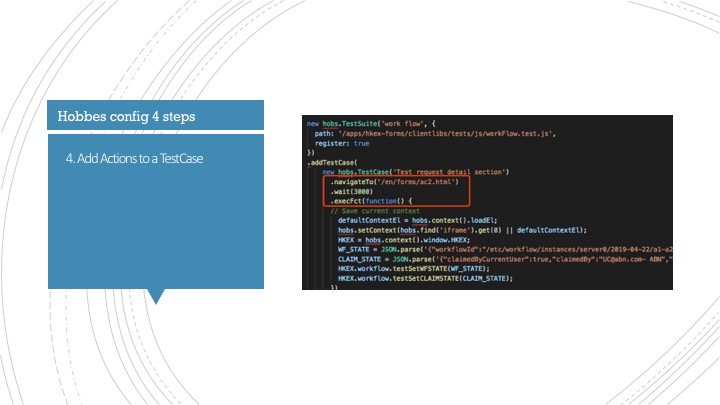 Hobbes config 4 steps
4. Add Actions to a TestCase
new hobs.TestSuite('work flow', {
path: '/apps/hkex-forms/clientlibs/tests/js/workFlow.test.js',
register: true
})
.addTestCase(
new hobs.TestCase('Test request detail section')
.navigateTo('/en/forms/ac2.html')
.wait(3000)
.execFct(function() {
// Save current context
defaultContextEl = hobs.context().loadEl;
hobs.setContext(hobs.find('iframe').get(0) || defaultContextEl);
HKEX = hobs.context().window.HKEX;
WF_STATE = JSON.parse('{"workflowId":"/etc/workflow/instances/server0/2019-04-22/a1-a2
CLAIM_STATE = JSON.parse('{"claimedByCurrentUser":true,"claimedBy":"UC@abn.com- ABN","
HKEX.workflow.testSetWFSTATE(WF_STATE);
HKEX.workflow.testSetCLAIMSTATE(CLAIM_STATE);
})